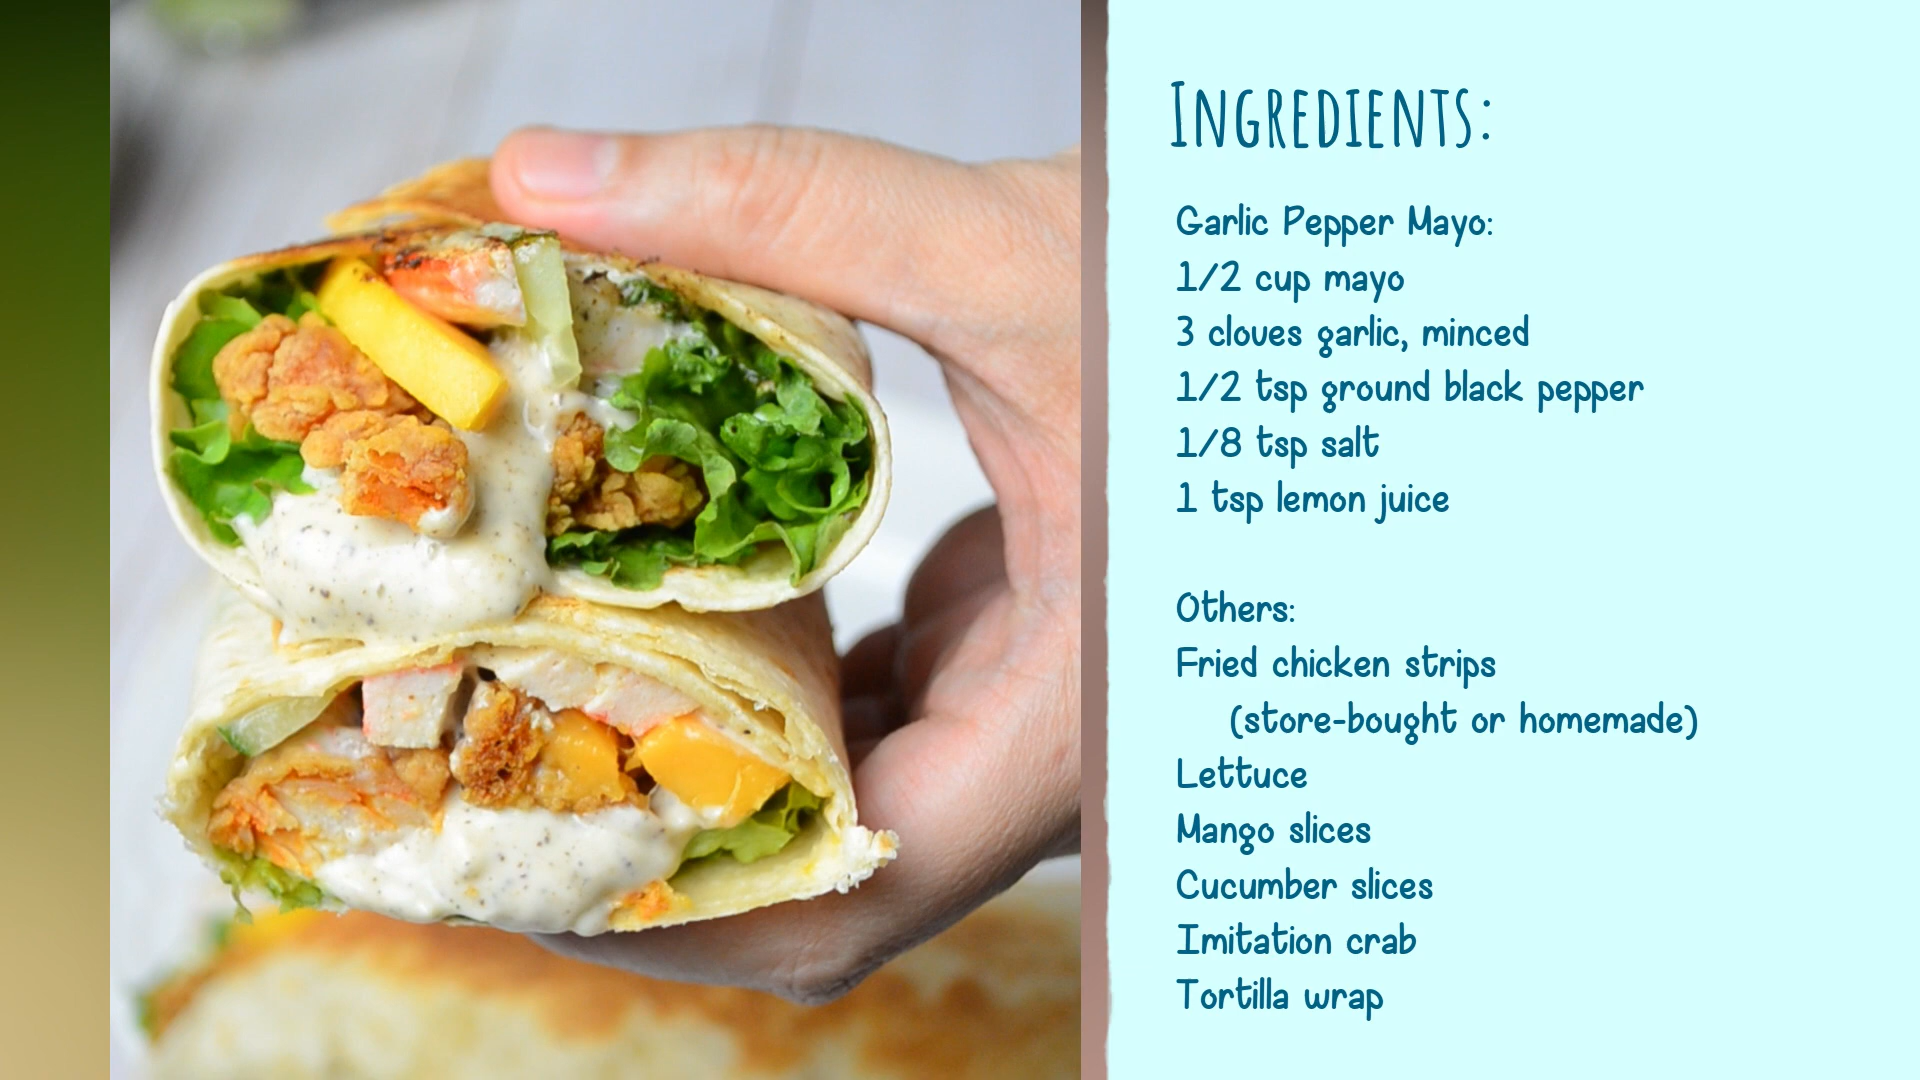 Ingredients:
Garlic Pepper Mayo:
1/2 cup mayo
3 cloves garlic, minced
1/2 tsp ground black pepper
1/8 tsp salt
1 tsp lemon juice
Others:
Fried chicken strips
(store-bought or homemade)
Lettuce
Mango slices
Cucumber slices
Imitation crab
Tortilla wrap